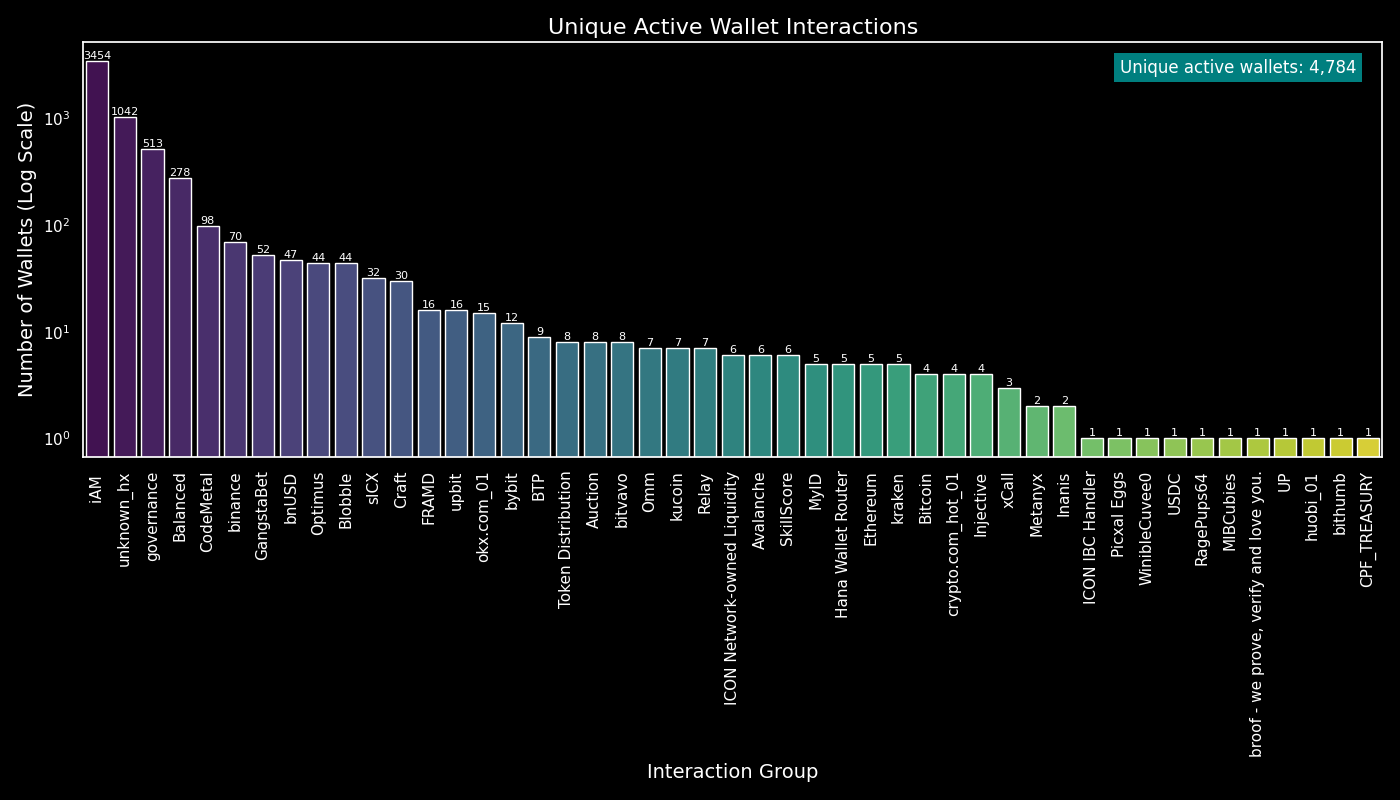 Unique Active Wallet Interactions
Unique active wallets: 4,784
Number of Wallets (Log Scale)
10³
10²
10¹
10⁰
3454
1042
513
278
98
70
52
47
44
44
32
30
16
16
15
12
9
8
8
8
7
7
7
6
6
6
5
5
5
5
4
4
4
3
2
2
1
1
1
1
1
1
1
1
1
1
1
iAM
unknown_hx
governance
Balanced
CodeMetal
binance
GangstaBet
bnUSD
Optimus
Blobble
sICX
Craft
FRAMD
upbit
okx.com_01
bybit
BTP
Token Distribution
Auction
bitvavo
Omm
kucoin
Relay
ICON Network-owned Liquidity
Avalanche
SkillScore
MyID
Hana Wallet Router
Ethereum
kraken
Bitcoin
crypto.com_hot_01
Injective
xCall
Metanyx
Inanis
ICON IBC Handler
Picxal Eggs
WinibleCuvee0
USDC
RagePups64
MIBCubies
broof - we prove, verify and love you.
UP
huobi_01
bithumb
CPF_TREASURY
Interaction Group